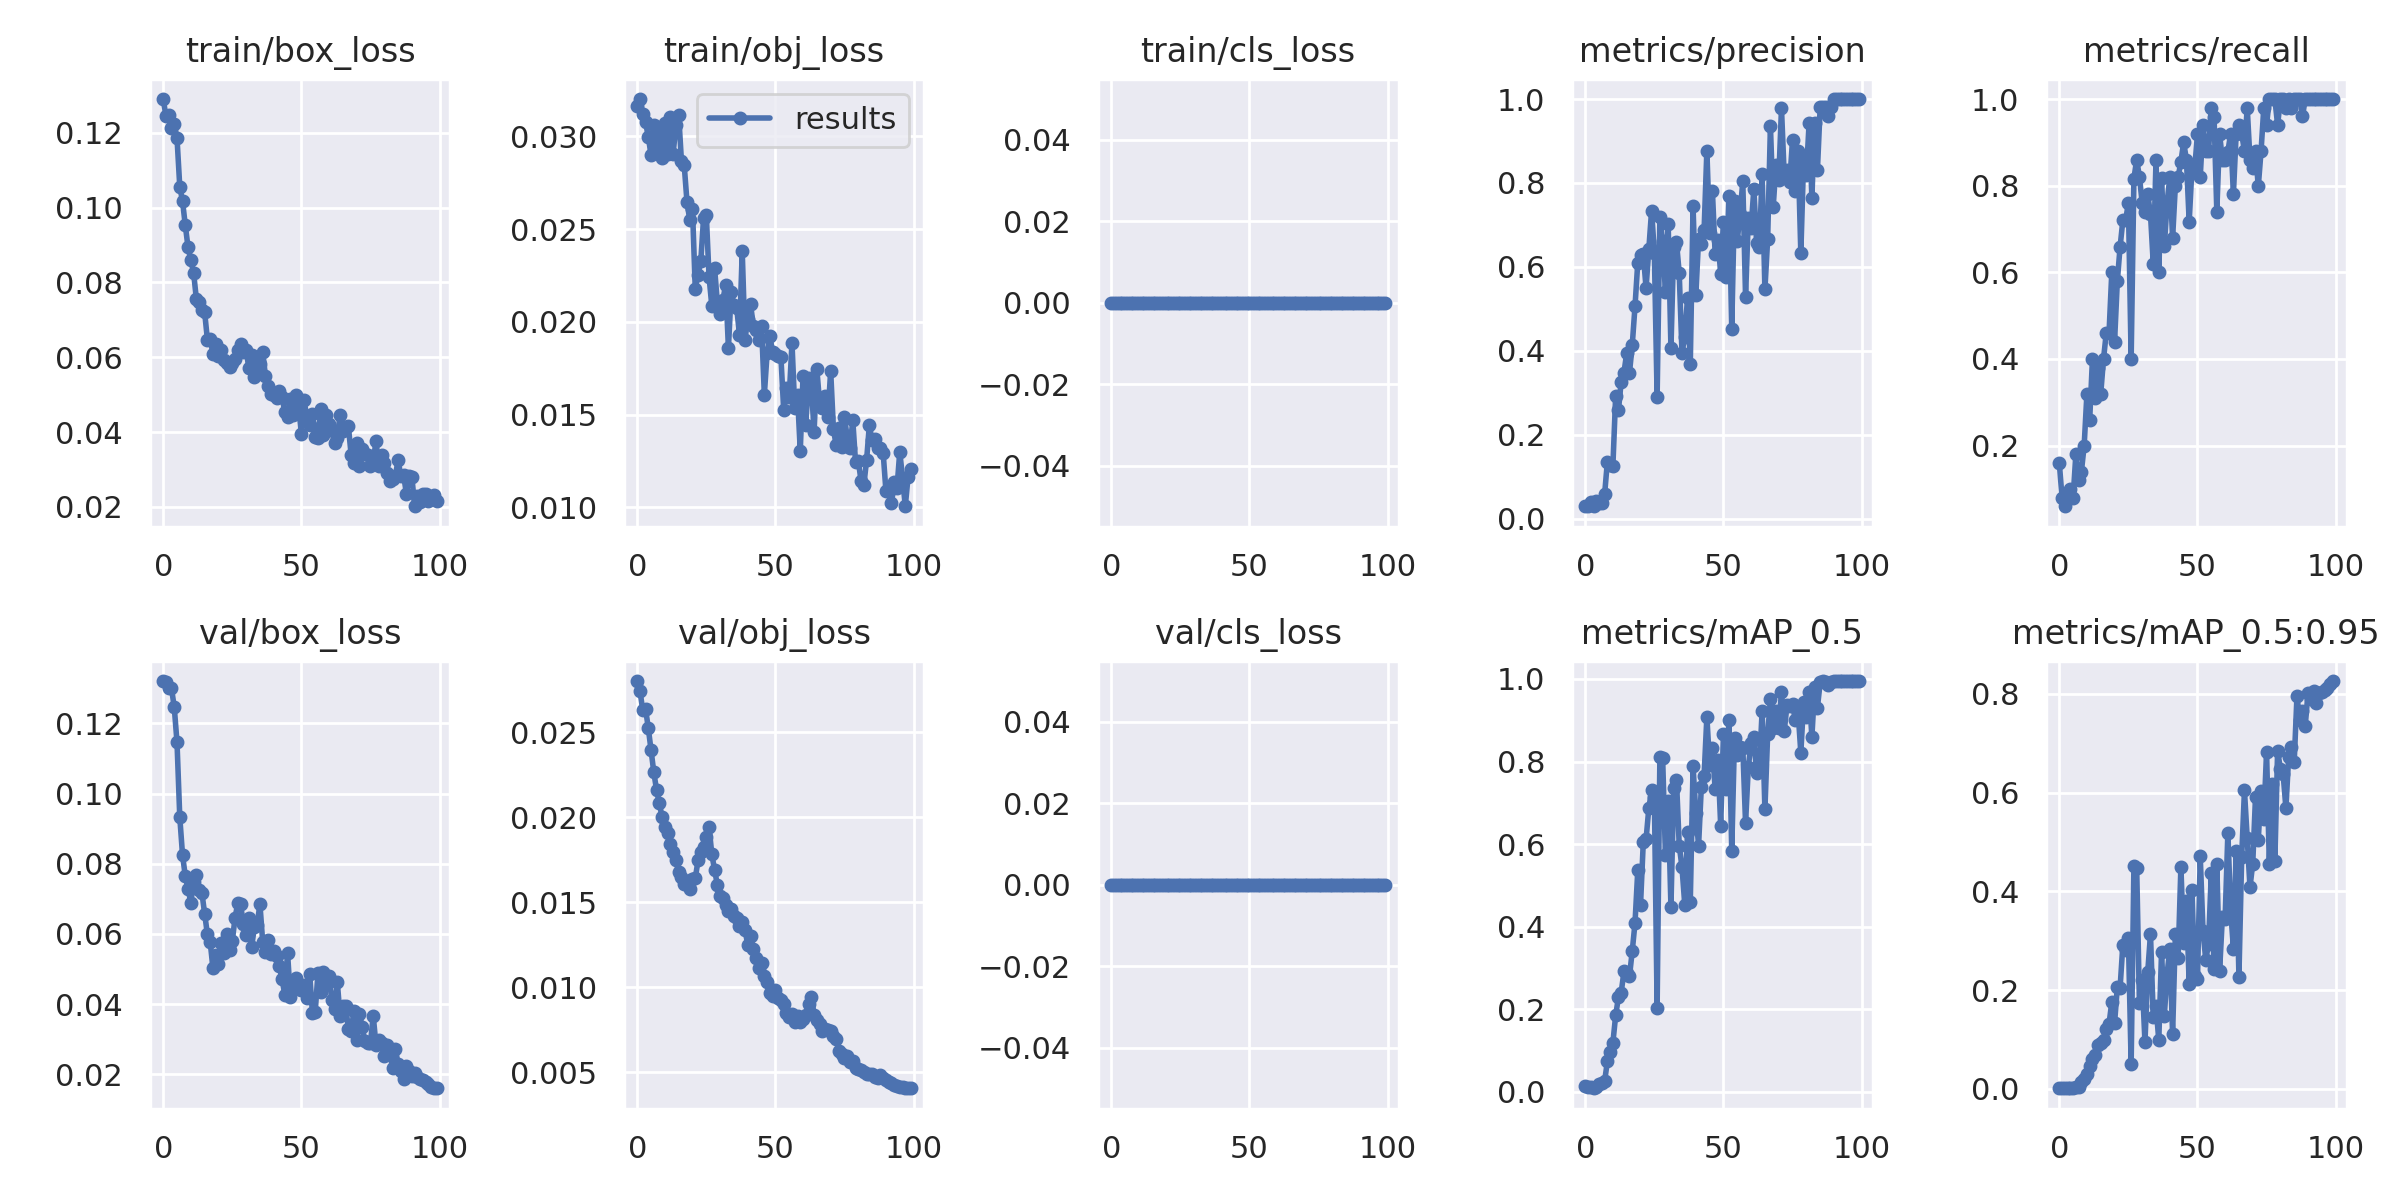 train/box_loss
0.12
0.10
0.08
0.06
0.04
0.02
0 50 100
train/obj_loss
results
0.030
0.025
0.020
0.015
0.010
0 50 100
train/cls_loss
0.04
0.02
0.00
−0.02
−0.04
0 50 100
metrics/precision
1.0
0.8
0.6
0.4
0.2
0.0
0 50 100
metrics/recall
1.0
0.8
0.6
0.4
0.2
0 50 100
val/box_loss
0.12
0.10
0.08
0.06
0.04
0.02
0 50 100
val/obj_loss
0.025
0.020
0.015
0.010
0.005
0 50 100
val/cls_loss
0.04
0.02
0.00
−0.02
−0.04
0 50 100
metrics/mAP_0.5
1.0
0.8
0.6
0.4
0.2
0.0
0 50 100
metrics/mAP_0.5:0.95
0.8
0.6
0.4
0.2
0.0
0 50 100